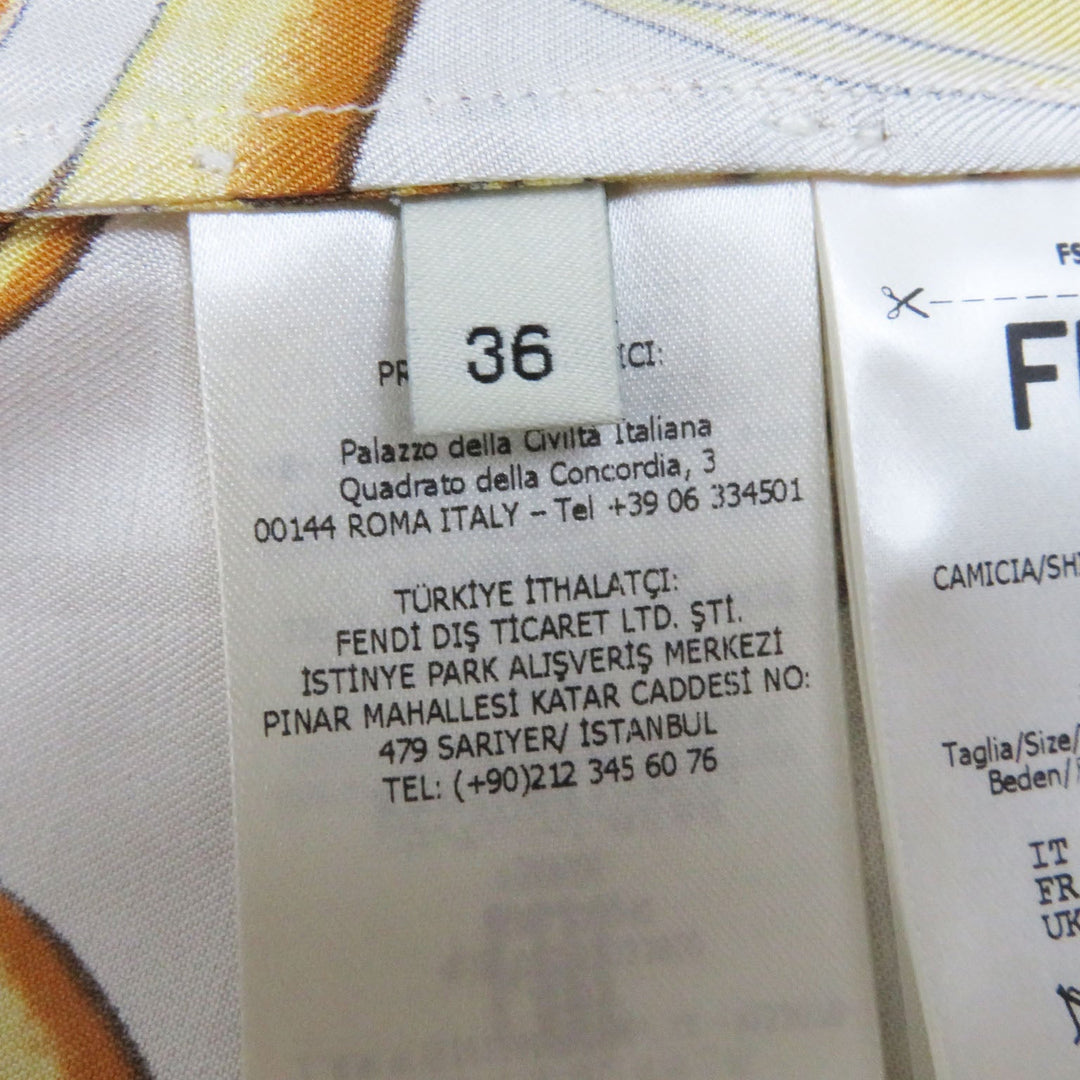 36
Palazzo della Civiltà Italiana
Quadrato della Concordia, 3
00144 ROMA ITALY – Tel +39 06 334501
TÜRKİYE İTHALATÇI:
FENDİ DIŞ TİCARET LTD. ŞTİ.
İSTİNYE PARK ALIŞVERİŞ MERKEZİ
PINAR MAHALLESİ KATAR CADDESİ NO:
479 SARIYER/ İSTANBUL
TEL: (+90)212 345 60 76
CAMICIA/SHI
Taglia/Size/
Beden/
IT
FR
UK